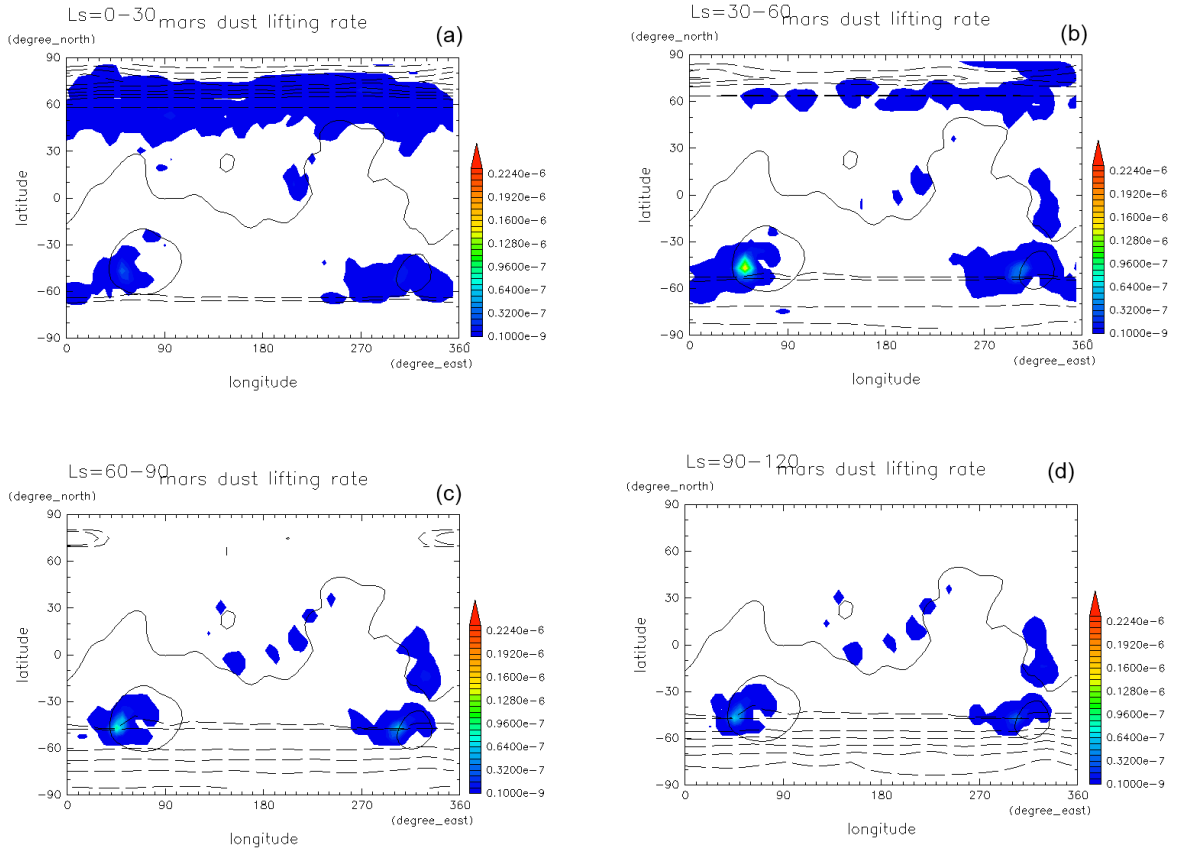 Ls=0−30 mars dust lifting rate (a)
(degree_north)
90
60
30
0
−30
−60
−90
latitude
0 90 180 270 360
(degree_east)
longitude
0.2240e−6
0.1920e−6
0.1600e−6
0.1280e−6
0.9600e−7
0.6400e−7
0.3200e−7
0.1000e−9
Ls=30−60 mars dust lifting rate (b)
(degree_north)
90
60
30
0
−30
−60
−90
latitude
0 90 180 270 360
(degree_east)
longitude
0.2240e−6
0.1920e−6
0.1600e−6
0.1280e−6
0.9600e−7
0.6400e−7
0.3200e−7
0.1000e−9
Ls=60−90 mars dust lifting rate (c)
(degree_north)
90
60
30
0
−30
−60
−90
latitude
0 90 180 270 360
(degree_east)
longitude
0.2240e−6
0.1920e−6
0.1600e−6
0.1280e−6
0.9600e−7
0.6400e−7
0.3200e−7
0.1000e−9
Ls=90−120 mars dust lifting rate (d)
(degree_north)
90
60
30
0
−30
−60
−90
latitude
0 90 180 270 360
(degree_east)
longitude
0.2240e−6
0.1920e−6
0.1600e−6
0.1280e−6
0.9600e−7
0.6400e−7
0.3200e−7
0.1000e−9